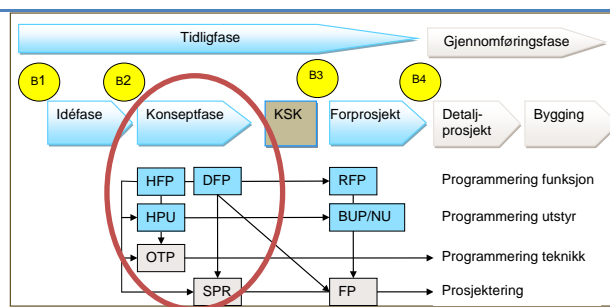 Tidligfase
Gjennomføringsfase
B1
B2
B3
B4
Idéfase
Konseptfase
KSK
Forprosjekt
Detalj-
prosjekt
Bygging
HFP
DFP
RFP
Programmering funksjon
HPU
BUP/NU
Programmering utstyr
OTP
Programmering teknikk
SPR
FP
Prosjektering